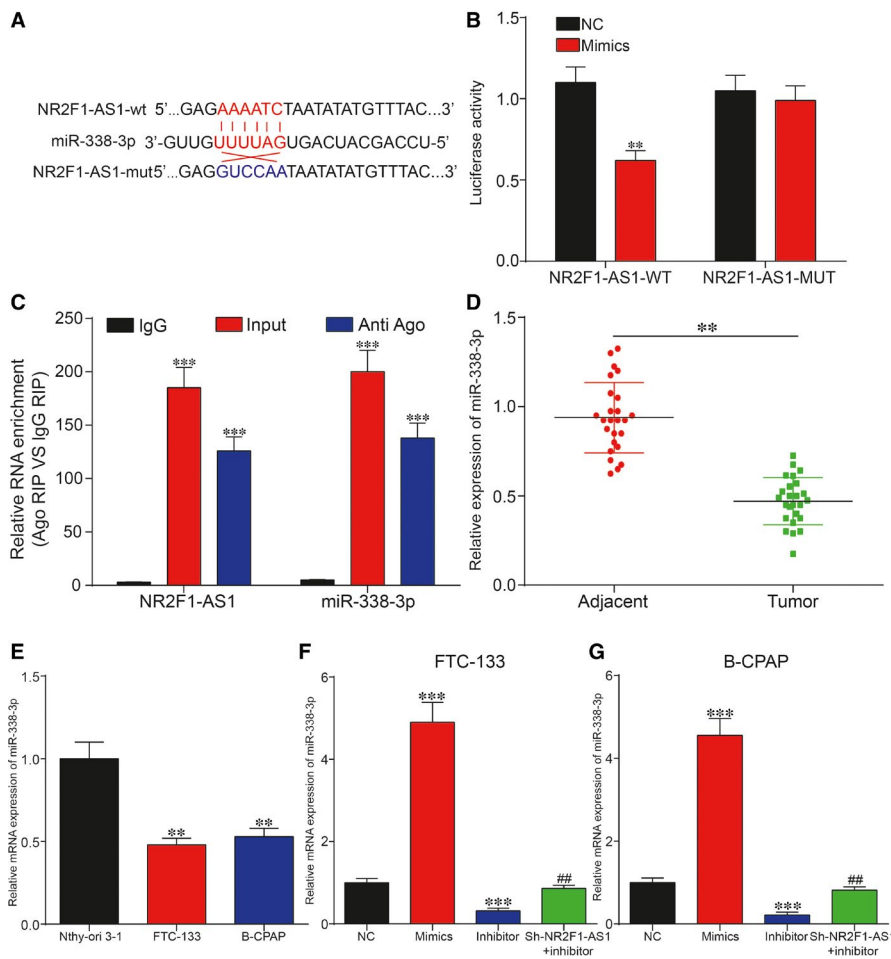 A
NR2F1-AS1-wt 5’...GAGAAAATCTAATATATGTTTAC...3’
miR-338-3p 3’-GUUGUUUUAGUGACUACGACCU-5’
NR2F1-AS1-mut5’...GAGGUCCAATAATATATGTTTAC...3’
B
NC
Mimics
Luciferase activity
1.5
1.0
0.5
0.0
**
NR2F1-AS1-WT
NR2F1-AS1-MUT
C
IgG
Input
Anti Ago
Relative RNA enrichment
(Ago RIP VS IgG RIP)
250
200
150
100
50
0
***
***
***
***
NR2F1-AS1
miR-338-3p
D
Relative expression of miR-338-3p
1.5
1.0
0.5
0.0
**
Adjacent
Tumor
E
Relative mRNA expression of miR-338-3p
1.5
1.0
0.5
0.0
**
**
Nthy-ori 3-1
FTC-133
B-CPAP
F
FTC-133
Relative mRNA expression of miR-338-3p
6
4
2
0
***
***
##
NC
Mimics
Inhibitor
Sh-NR2F1-AS1
+inhibitor
G
B-CPAP
Relative mRNA expression of miR-338-3p
6
4
2
0
***
***
##
NC
Mimics
Inhibitor
Sh-NR2F1-AS1
+inhibitor